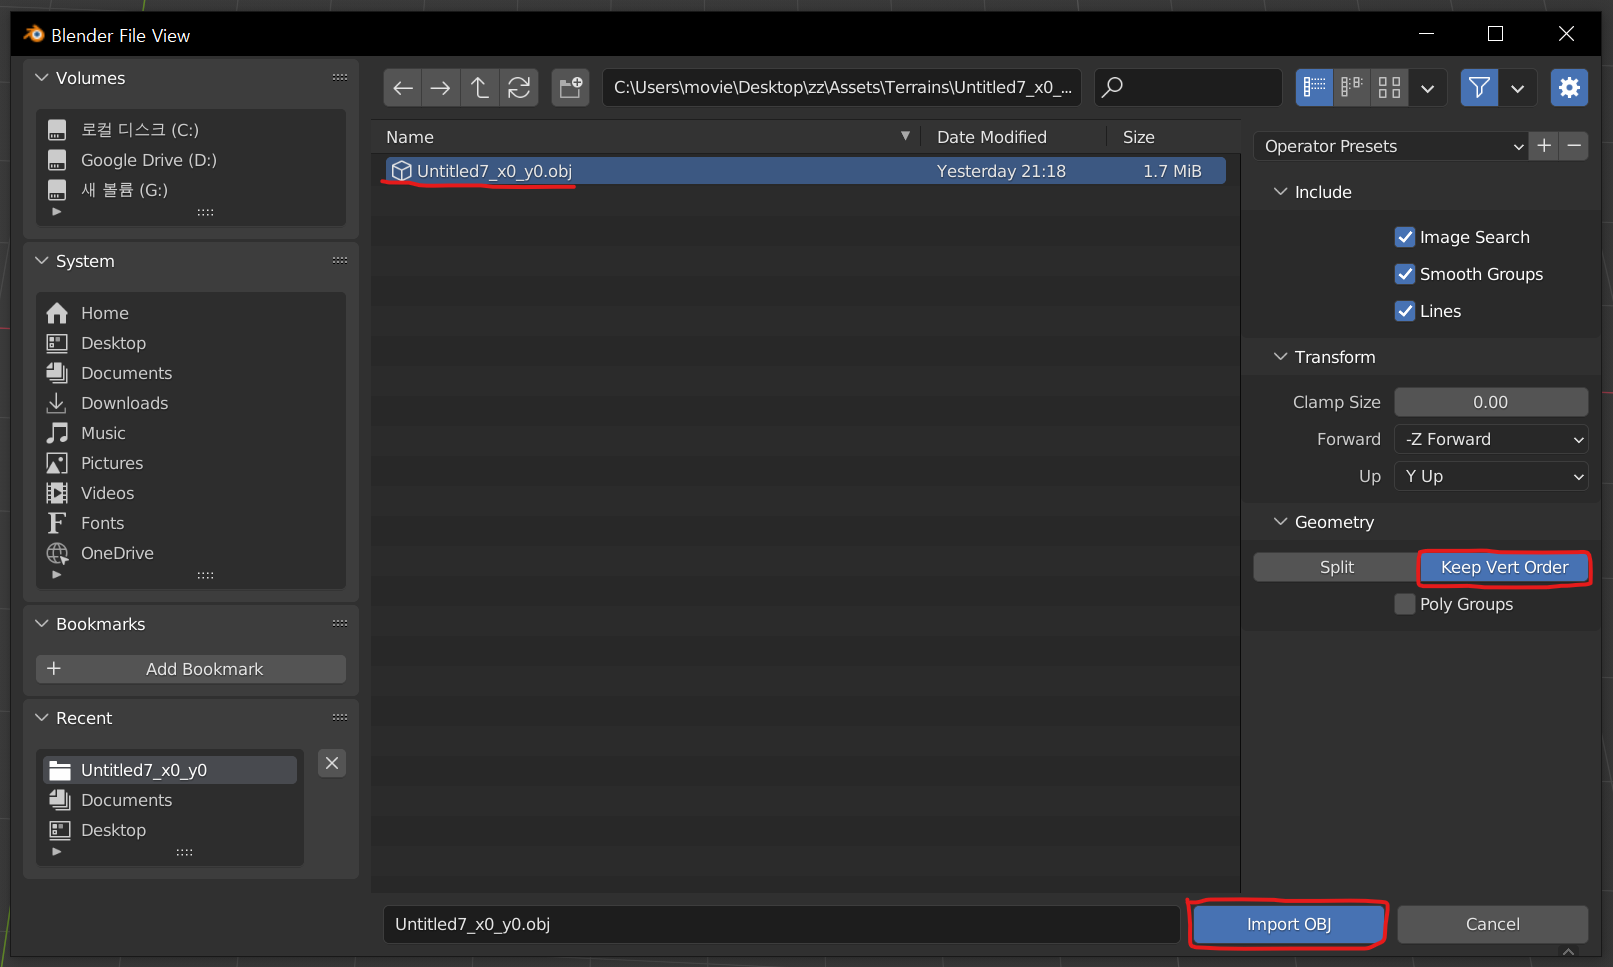 Blender File View
Volumes
로컬 디스크 (C:)
Google Drive (D:)
새 볼륨 (G:)
System
Home
Desktop
Documents
Downloads
Music
Pictures
Videos
Fonts
OneDrive
Bookmarks
Add Bookmark
Recent
Untitled7_x0_y0
Documents
Desktop
C:\Users\movie\Desktop\zz\Assets\Terrains\Untitled7_x0_...
Name Date Modified Size
Untitled7_x0_y0.obj Yesterday 21:18 1.7 MiB
Operator Presets
Include
Image Search
Smooth Groups
Lines
Transform
Clamp Size 0.00
Forward -Z Forward
Up Y Up
Geometry
Split Keep Vert Order
Poly Groups
Untitled7_x0_y0.obj
Import OBJ
Cancel